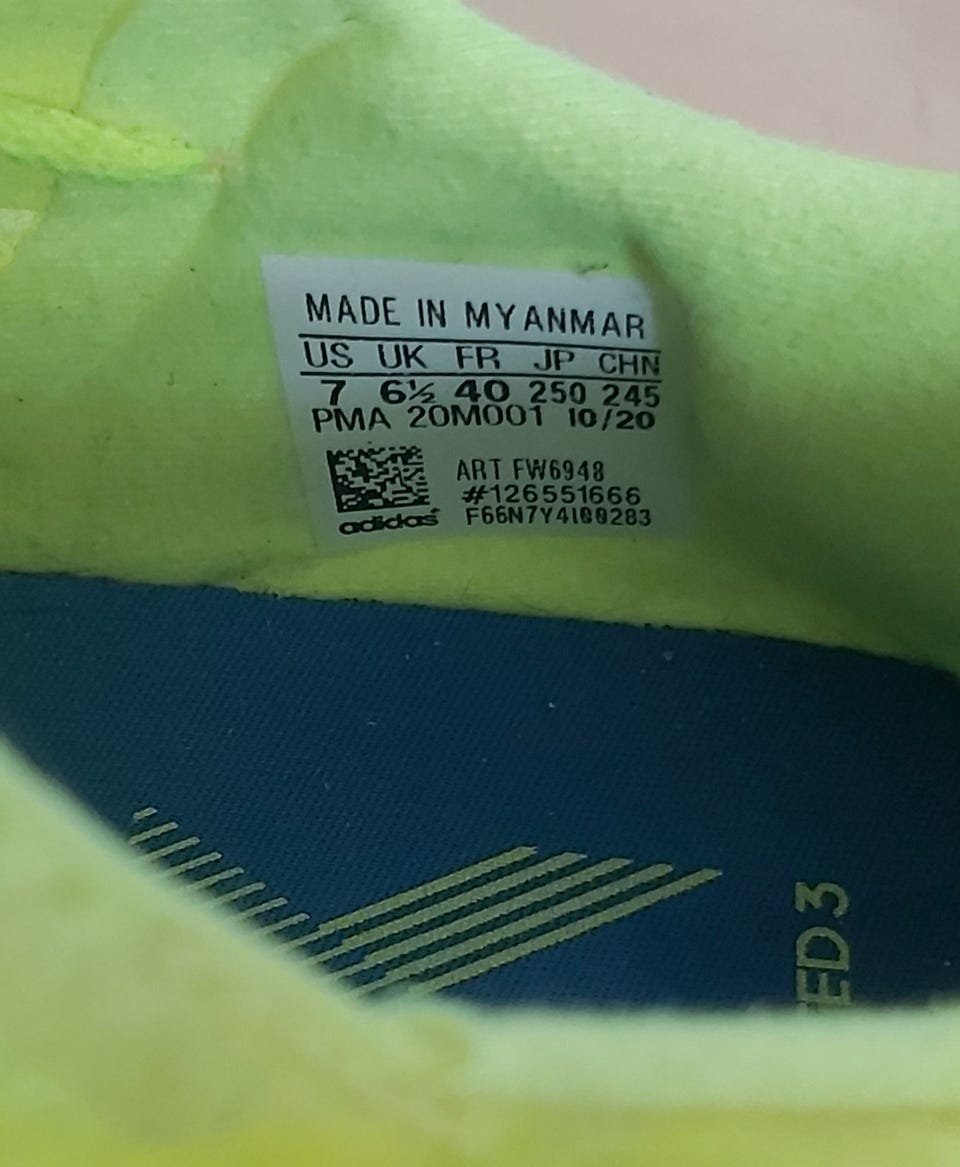 MADE IN MYANMAR
US UK FR JP CHN
7 6½ 40 250 245
PMA 20M001 10/20
ART FW6948
#126551666
F66N7Y4I00283
adidas
ED 3